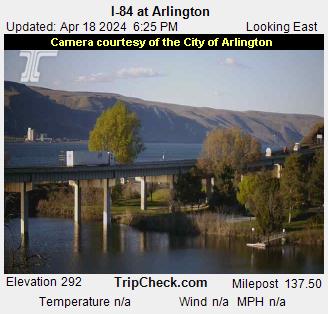 I-84 at Arlington
Updated: Apr 18 2024 6:25 PM Looking East
Camera courtesy of the City of Arlington
Elevation 292 TripCheck.com Milepost 137.50
Temperature n/a Wind n/a MPH n/a